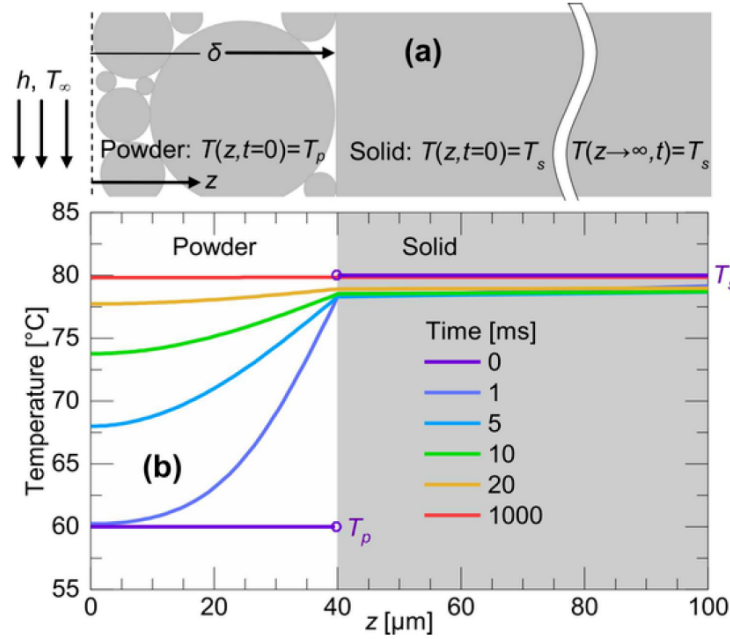 δ
(a)
h, T∞
Powder: T(z,t=0)=Tp
Solid: T(z,t=0)=Ts
T(z→∞,t)=Ts
z
85
80
75
70
65
60
55
Temperature [°C]
Powder
Solid
Ts
Time [ms]
0
1
5
10
20
1000
(b)
Tp
0
20
40
60
80
100
z [µm]